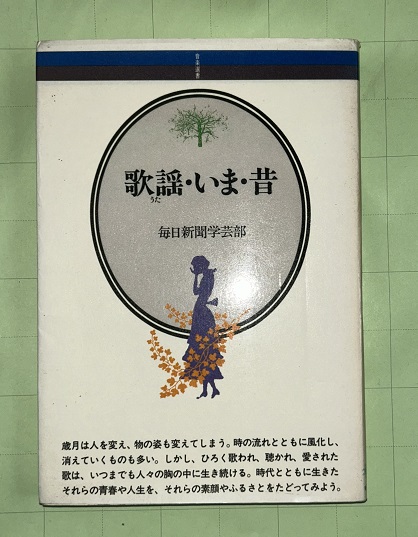 音楽選書
歌謡・いま・昔
うた
毎日新聞学芸部
歳月は人を変え、物の姿も変えてしまう。時の流れとともに風化し、
消えていくものも多い。しかし、ひろく歌われ、聴かれ、愛された
歌は、いつまでも人々の胸の中に生き続ける。時代とともに生きた
それらの青春や人生を、それらの素顔やふるさとをたどってみよう。